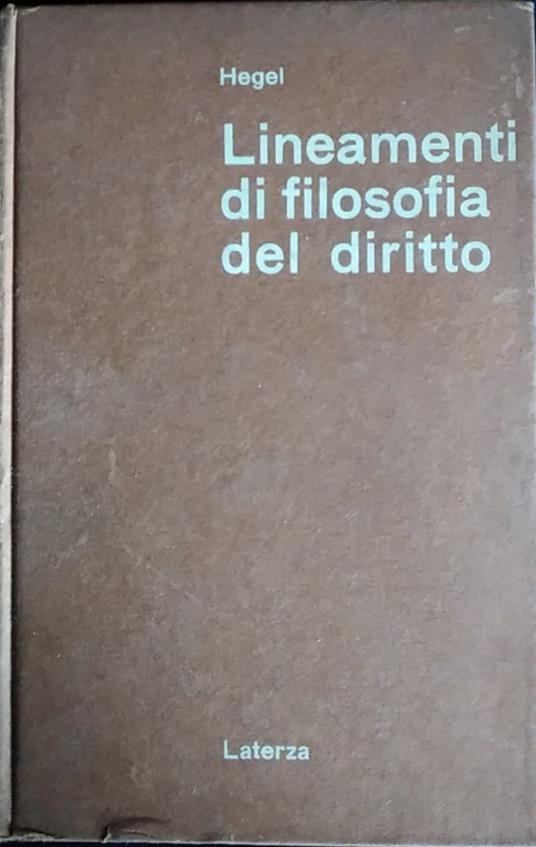 Hegel
Lineamenti
di filosofia
del diritto
Laterza